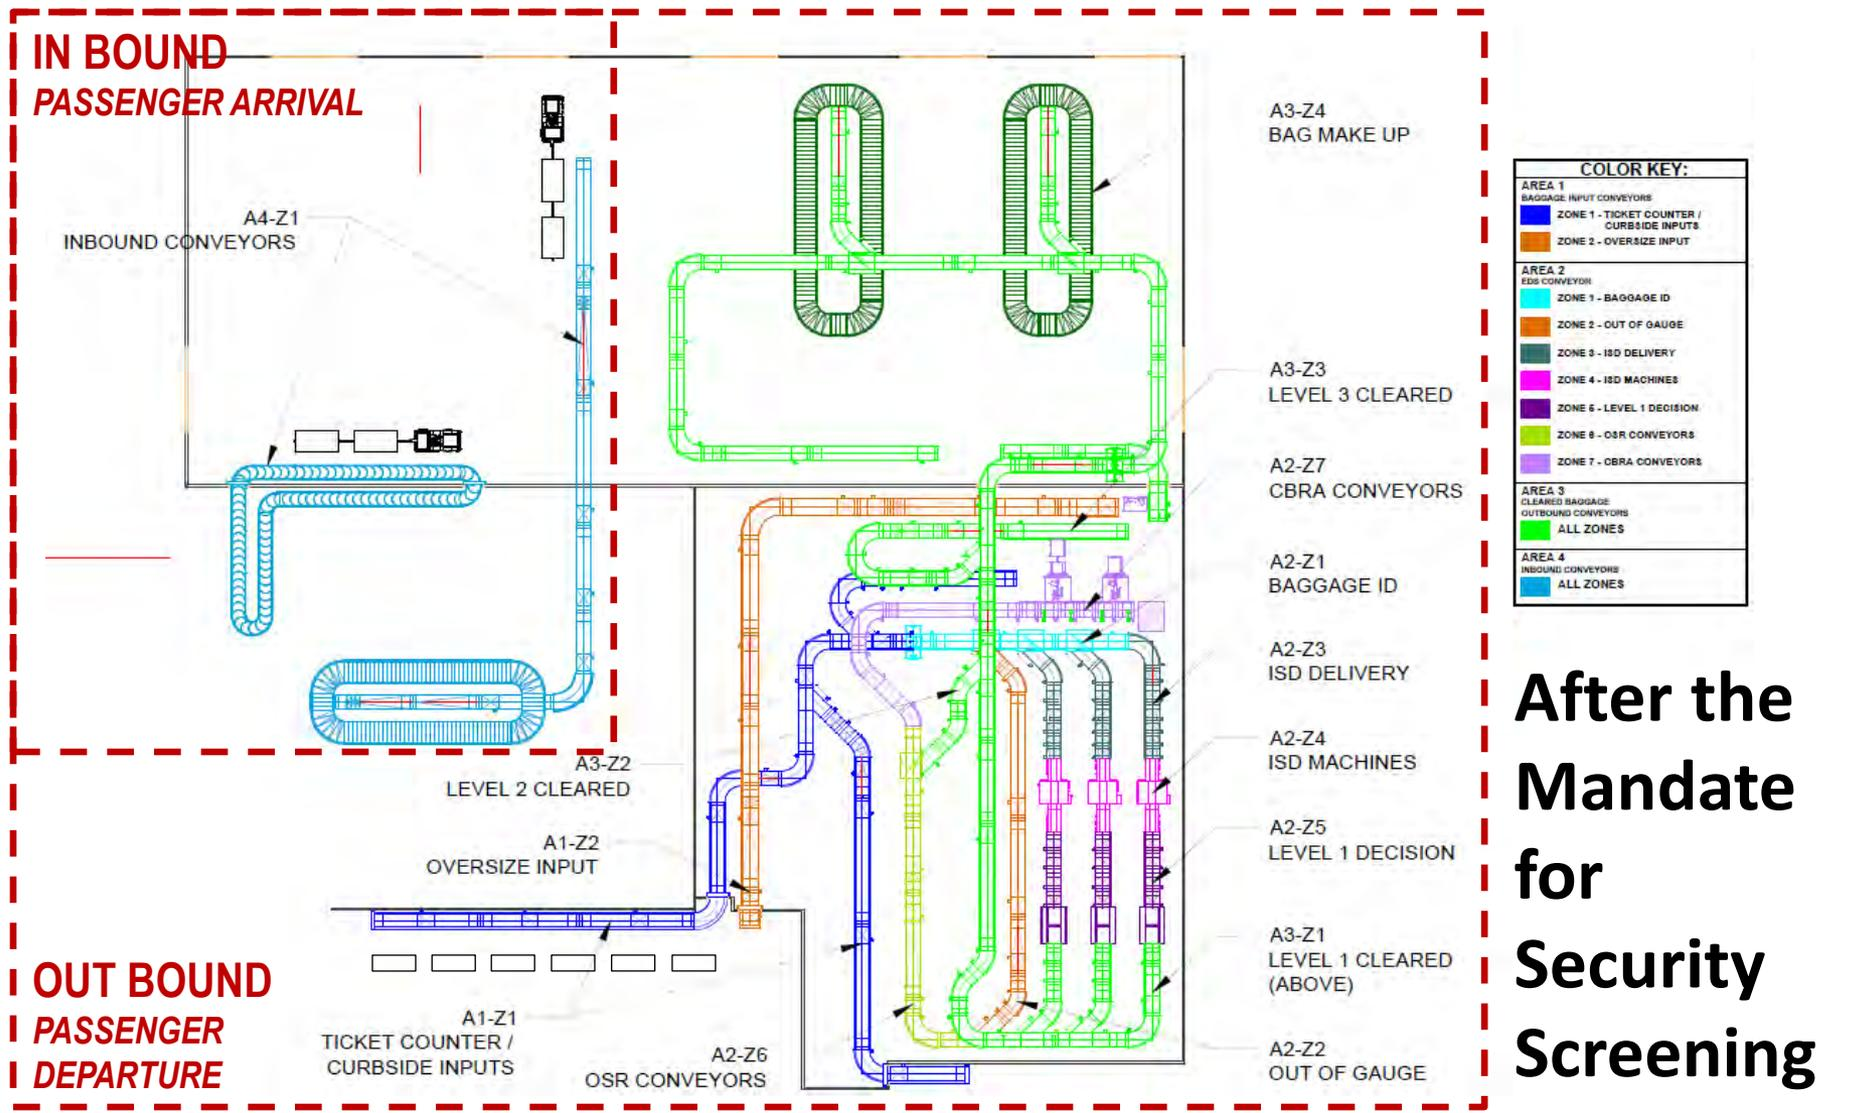 IN BOUND
PASSENGER ARRIVAL
A4-Z1
INBOUND CONVEYORS
A3-Z4
BAG MAKE UP
A3-Z3
LEVEL 3 CLEARED
A2-Z7
CBRA CONVEYORS
A2-Z1
BAGGAGE ID
A2-Z3
ISD DELIVERY
A2-Z4
ISD MACHINES
A2-Z5
LEVEL 1 DECISION
A3-Z1
LEVEL 1 CLEARED
(ABOVE)
A2-Z2
OUT OF GAUGE
A3-Z2
LEVEL 2 CLEARED
A1-Z2
OVERSIZE INPUT
A1-Z1
TICKET COUNTER /
CURBSIDE INPUTS
A2-Z6
OSR CONVEYORS
OUT BOUND
PASSENGER
DEPARTURE
COLOR KEY:
AREA 1
BAGGAGE INPUT CONVEYORS
ZONE 1 - TICKET COUNTER /
CURBSIDE INPUTS
ZONE 2 - OVERSIZE INPUT
AREA 2
EDS CONVEYOR
ZONE 1 - BAGGAGE ID
ZONE 2 - OUT OF GAUGE
ZONE 3 - ISD DELIVERY
ZONE 4 - ISD MACHINES
ZONE 5 - LEVEL 1 DECISION
ZONE 6 - OSR CONVEYORS
ZONE 7 - CBRA CONVEYORS
AREA 3
CLEARED BAGGAGE
OUTBOUND CONVEYORS
ALL ZONES
AREA 4
INBOUND CONVEYORS
ALL ZONES
After the
Mandate
for
Security
Screening